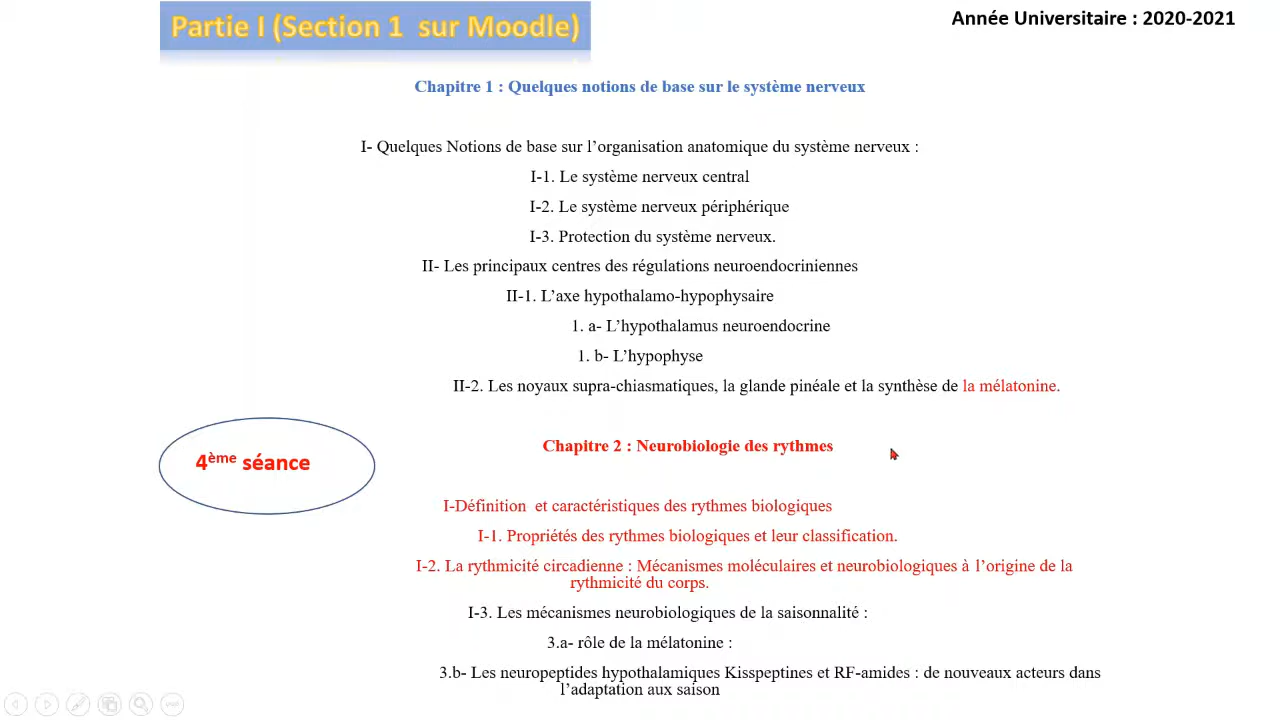 Partie I (Section 1 sur Moodle)
Année Universitaire : 2020-2021
Chapitre 1 : Quelques notions de base sur le système nerveux
I- Quelques Notions de base sur l’organisation anatomique du système nerveux :
I-1. Le système nerveux central
I-2. Le système nerveux périphérique
I-3. Protection du système nerveux.
II- Les principaux centres des régulations neuroendocriniennes
II-1. L’axe hypothalamo-hypophysaire
1. a- L’hypothalamus neuroendocrine
1. b- L’hypophyse
II-2. Les noyaux supra-chiasmatiques, la glande pinéale et la synthèse de la mélatonine.
4ème séance
Chapitre 2 : Neurobiologie des rythmes
I-Définition et caractéristiques des rythmes biologiques
I-1. Propriétés des rythmes biologiques et leur classification.
I-2. La rythmicité circadienne : Mécanismes moléculaires et neurobiologiques à l’origine de la
rythmicité du corps.
I-3. Les mécanismes neurobiologiques de la saisonnalité :
3.a- rôle de la mélatonine :
3.b- Les neuropeptides hypothalamiques Kisspeptines et RF-amides : de nouveaux acteurs dans
l’adaptation aux saison